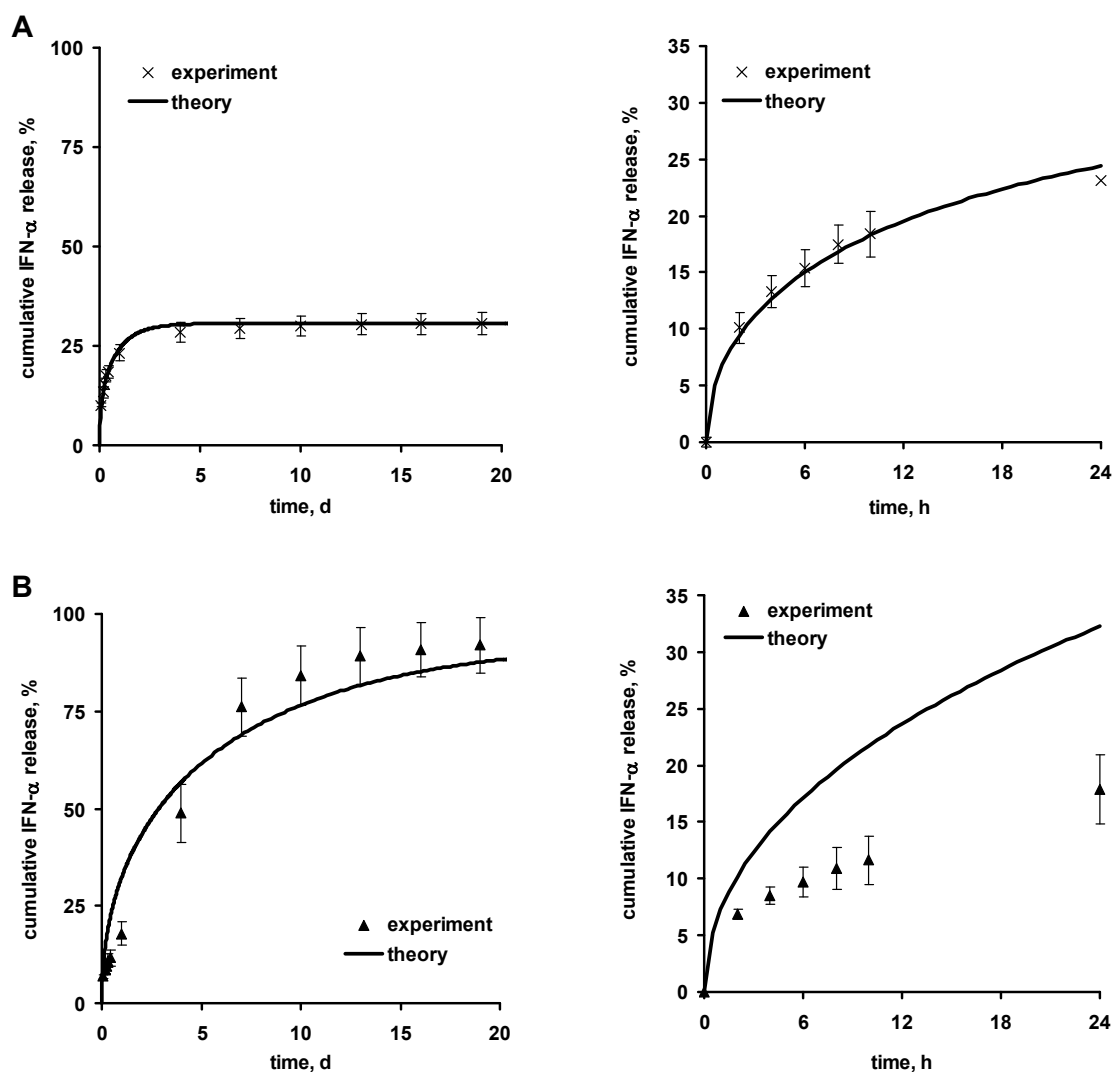 A
cumulative IFN-α release, %
100
75
50
25
0
experiment
theory
0 5 10 15 20
time, d
cumulative IFN-α release, %
35
30
25
20
15
10
5
0
experiment
theory
0 6 12 18 24
time, h
B
cumulative IFN-α release, %
100
75
50
25
0
experiment
theory
0 5 10 15 20
time, d
cumulative IFN-α release, %
35
30
25
20
15
10
5
0
experiment
theory
0 6 12 18 24
time, h